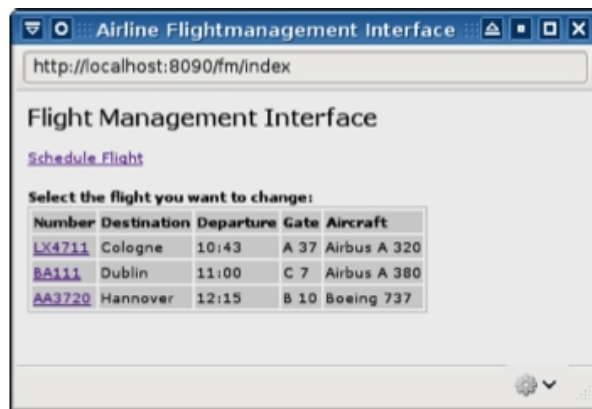 Airline Flightmanagement Interface
http://localhost:8090/fm/index
Flight Management Interface
Schedule Flight
Select the flight you want to change:
Number Destination Departure Gate Aircraft
LX4711 Cologne 10:43 A 37 Airbus A 320
BA111 Dublin 11:00 C 7 Airbus A 380
AA3720 Hannover 12:15 B 10 Boeing 737